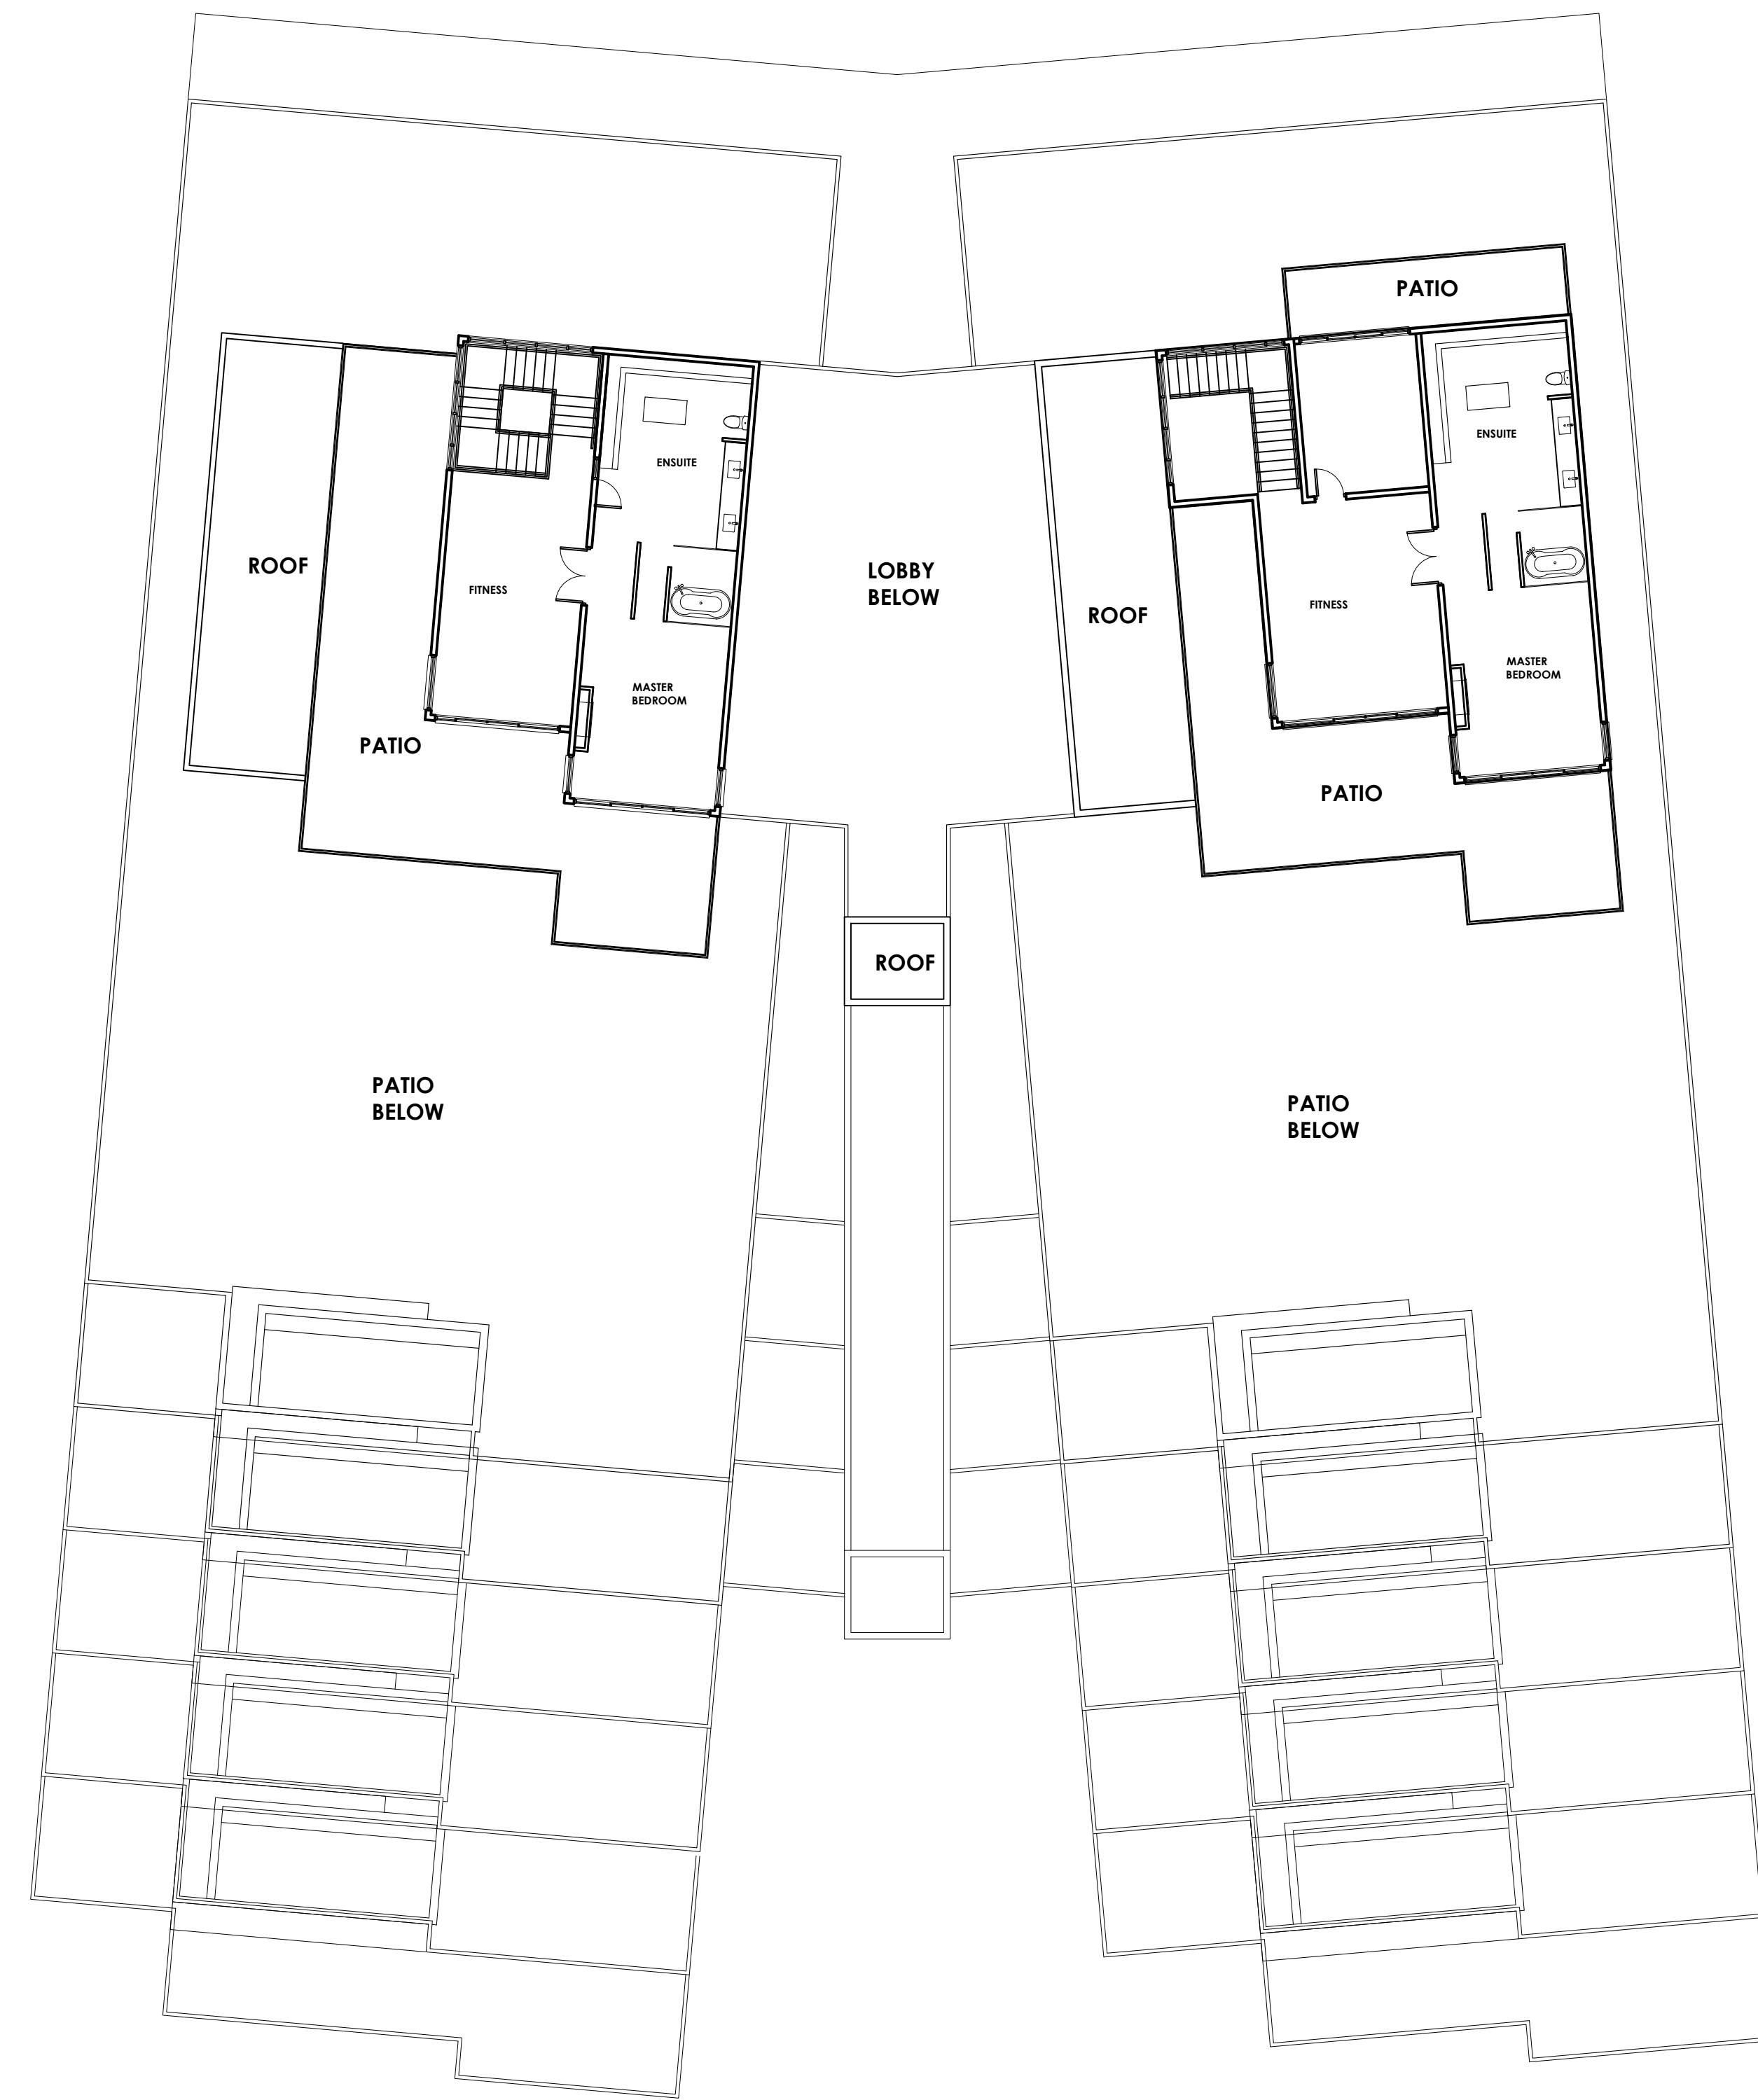 PATIO
ENSUITE
ENSUITE
ROOF
FITNESS
LOBBY
BELOW
ROOF
FITNESS
MASTER
BEDROOM
MASTER
BEDROOM
PATIO
PATIO
ROOF
PATIO
BELOW
PATIO
BELOW